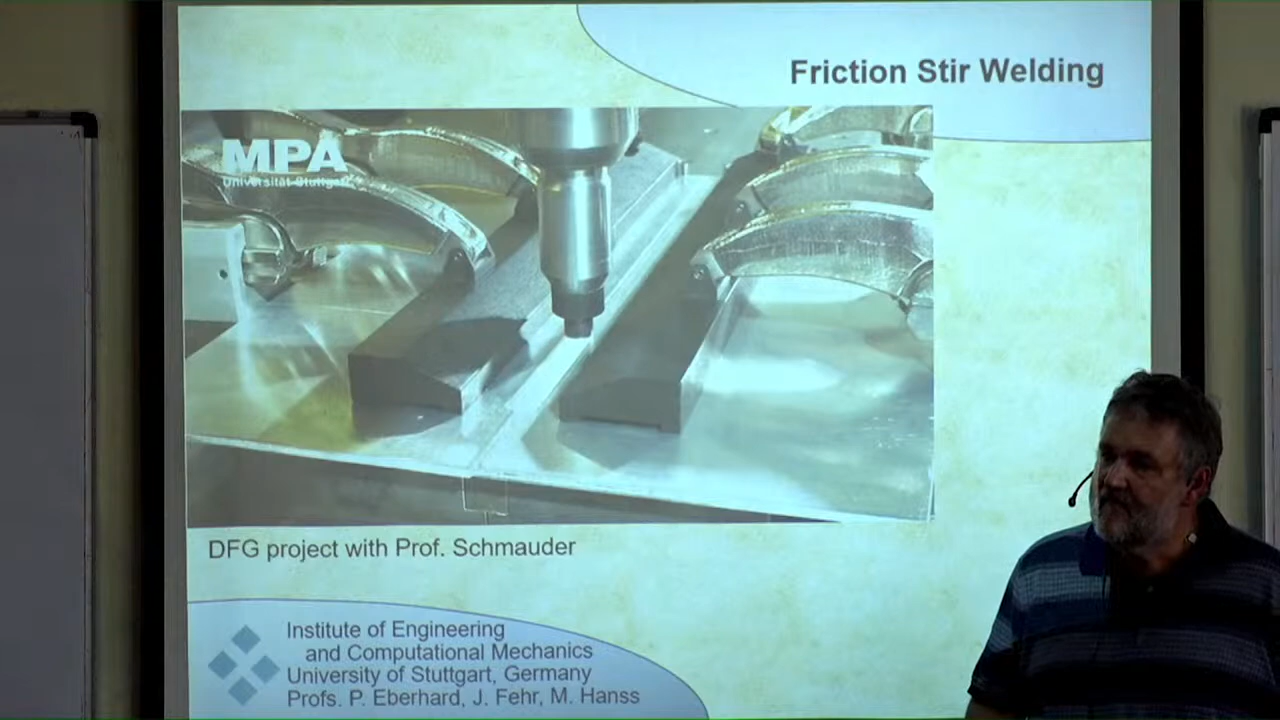 Friction Stir Welding
MPA
Universität Stuttgart
DFG project with Prof. Schmauder
Institute of Engineering
and Computational Mechanics
University of Stuttgart, Germany
Profs. P. Eberhard, J. Fehr, M. Hanss